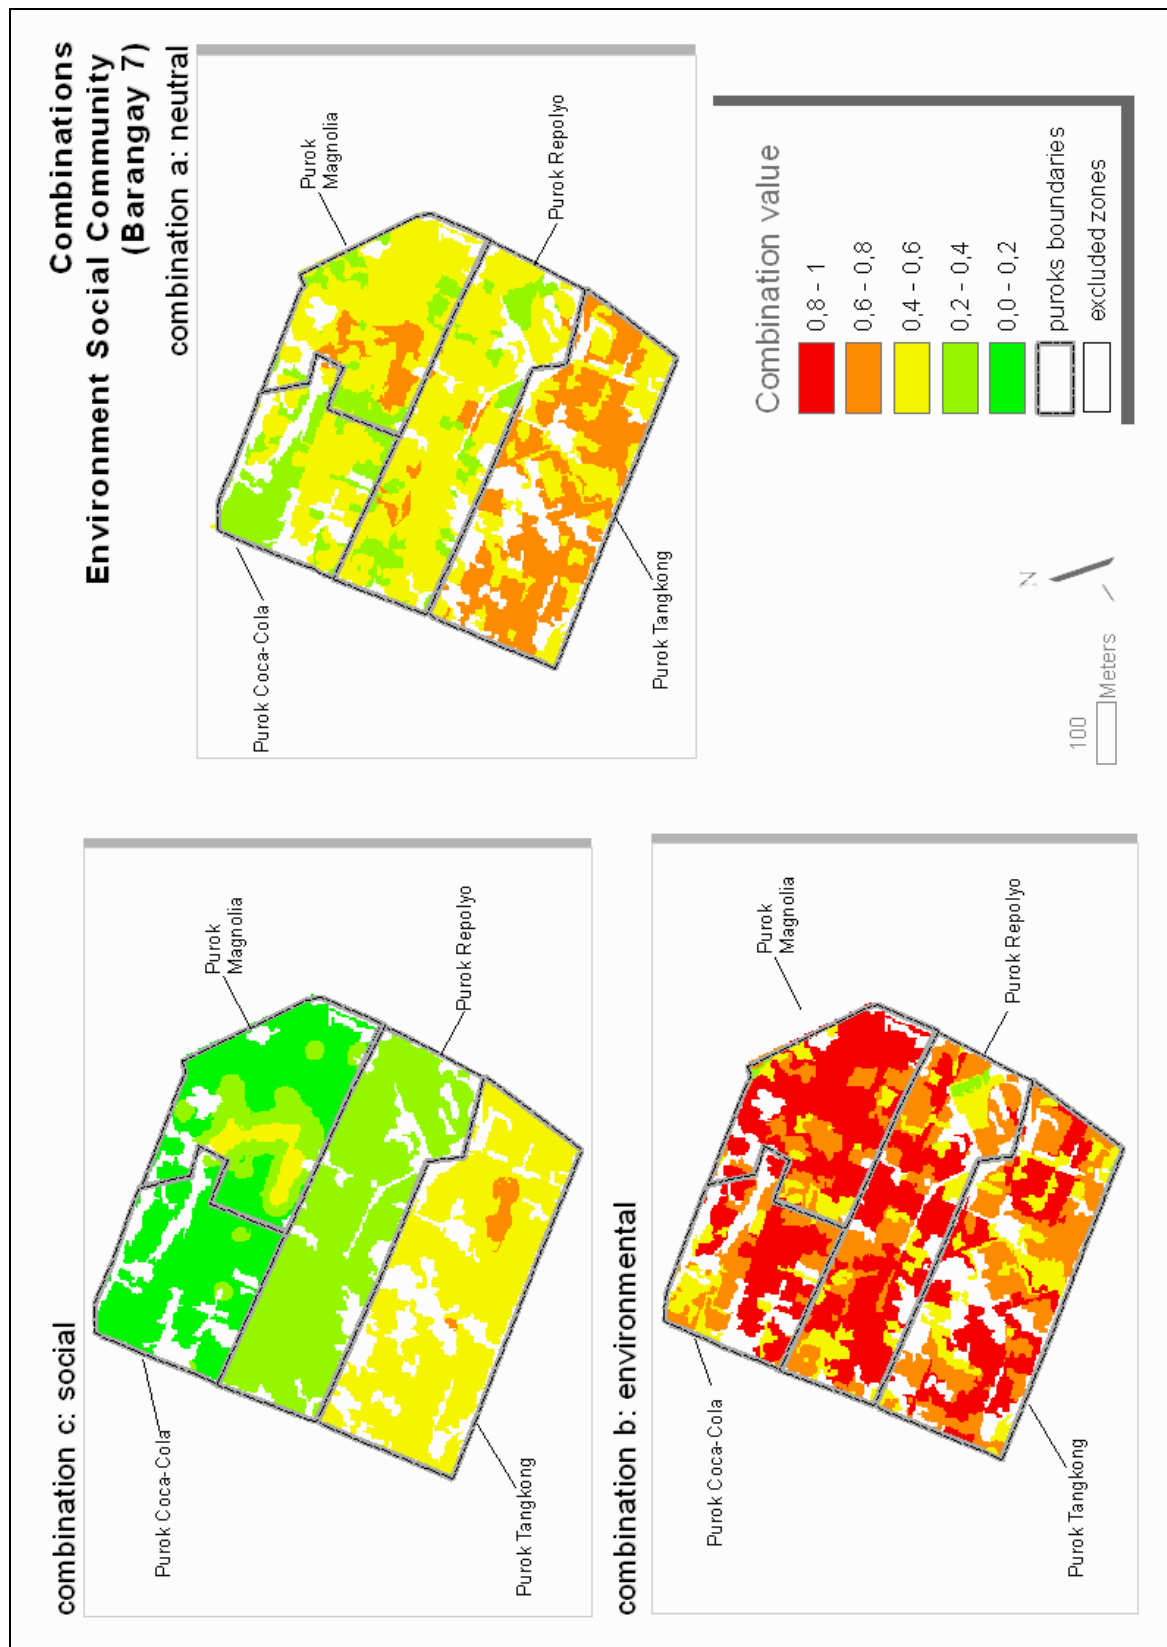 Combinations
Environment Social Community
(Barangay 7)
combination a: neutral
Purok
Magnolia
Purok Repolyo
Purok Coca-Cola
Purok Tangkong
combination c: social
Purok
Magnolia
Purok Repolyo
Purok Coca-Cola
Purok Tangkong
combination b: environmental
Purok
Magnolia
Purok Repolyo
Purok Coca-Cola
Purok Tangkong
Combination value
0,8 - 1
0,6 - 0,8
0,4 - 0,6
0,2 - 0,4
0,0 - 0,2
puroks boundaries
excluded zones
N
100
Meters